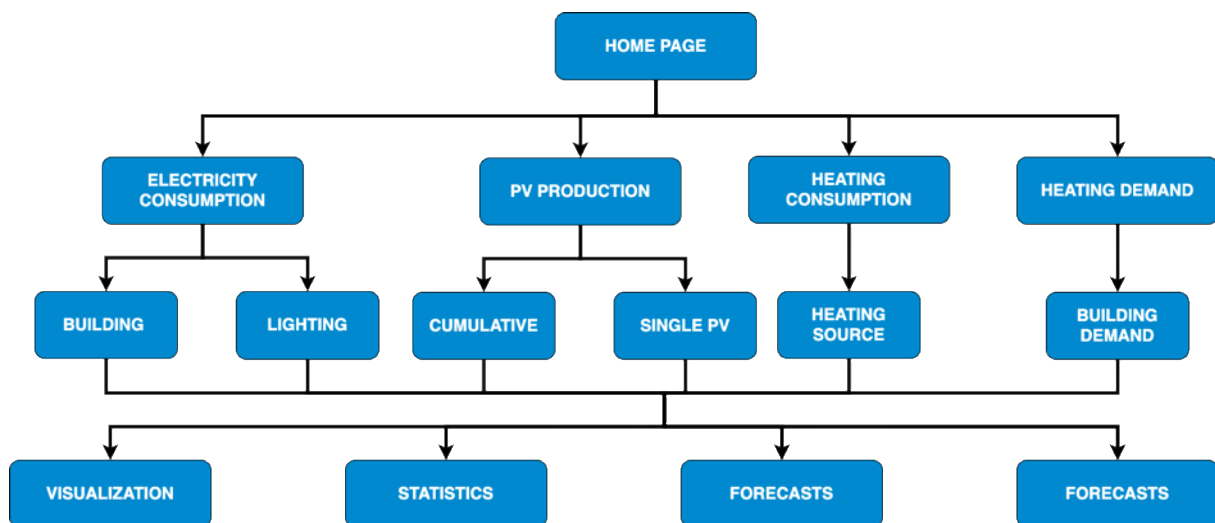 HOME PAGE
ELECTRICITY
CONSUMPTION
PV PRODUCTION
HEATING
CONSUMPTION
HEATING DEMAND
BUILDING
LIGHTING
CUMULATIVE
SINGLE PV
HEATING
SOURCE
BUILDING
DEMAND
VISUALIZATION
STATISTICS
FORECASTS
FORECASTS